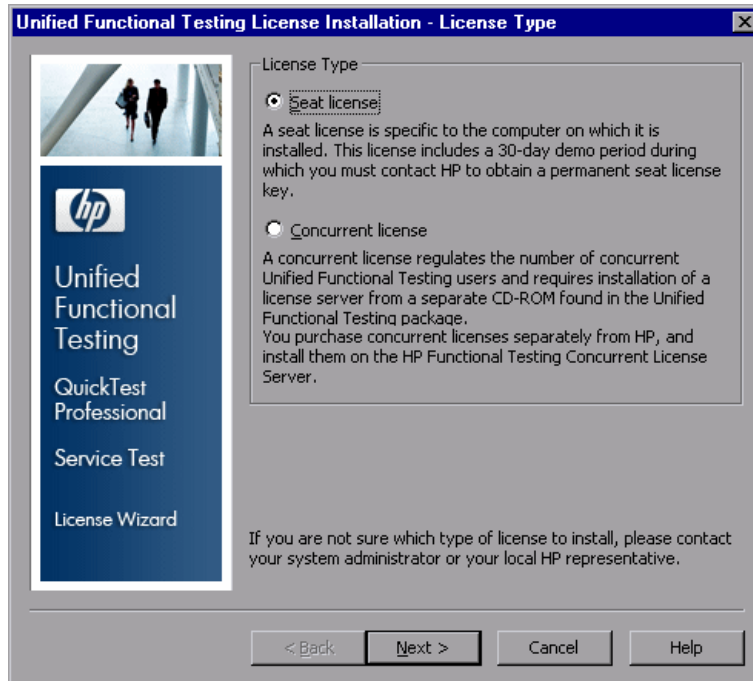 Unified Functional Testing License Installation - License Type
hp
Unified
Functional
Testing
QuickTest
Professional
Service Test
License Wizard
License Type
Seat license
A seat license is specific to the computer on which it is
installed. This license includes a 30-day demo period during
which you must contact HP to obtain a permanent seat license
key.
Concurrent license
A concurrent license regulates the number of concurrent
Unified Functional Testing users and requires installation of a
license server from a separate CD-ROM found in the Unified
Functional Testing package.
You purchase concurrent licenses separately from HP, and
install them on the HP Functional Testing Concurrent License
Server.
If you are not sure which type of license to install, please contact
your system administrator or your local HP representative.
< Back
Next >
Cancel
Help